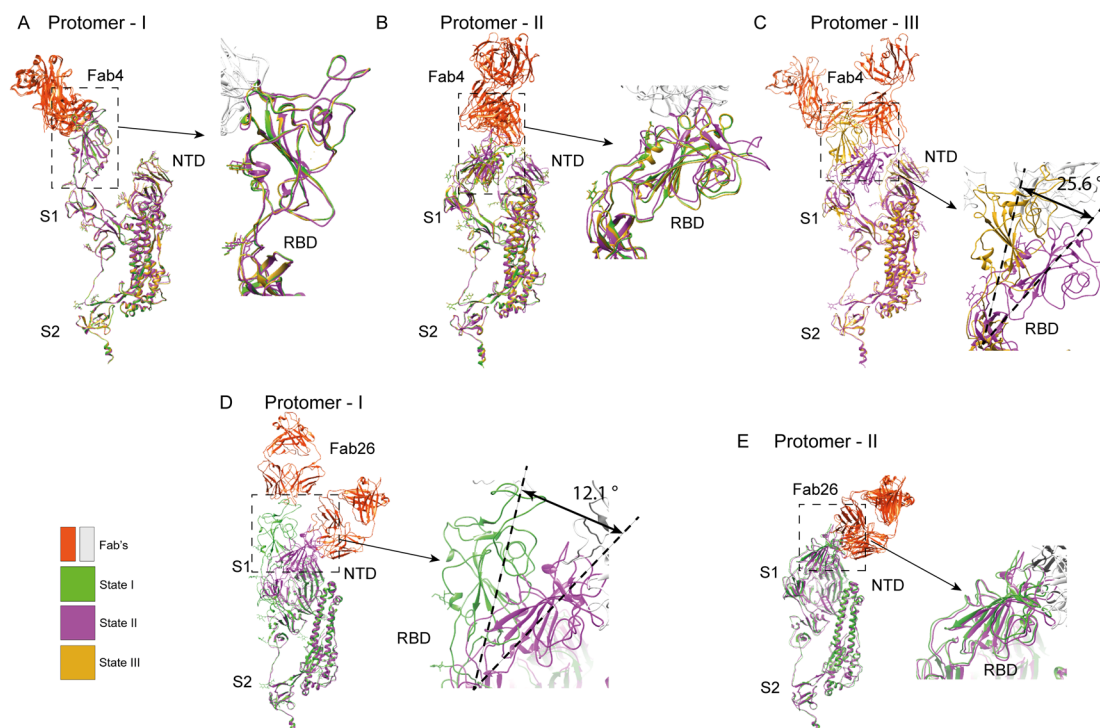 A Protomer - I
Fab4
NTD
S1
RBD
S2
B Protomer - II
Fab4
NTD
S1
RBD
S2
C Protomer - III
Fab4
NTD
25.6 °
S1
RBD
S2
D Protomer - I
Fab26
12.1 °
S1
NTD
RBD
S2
E Protomer - II
Fab26
S1
NTD
RBD
S2
Fab's
State I
State II
State III